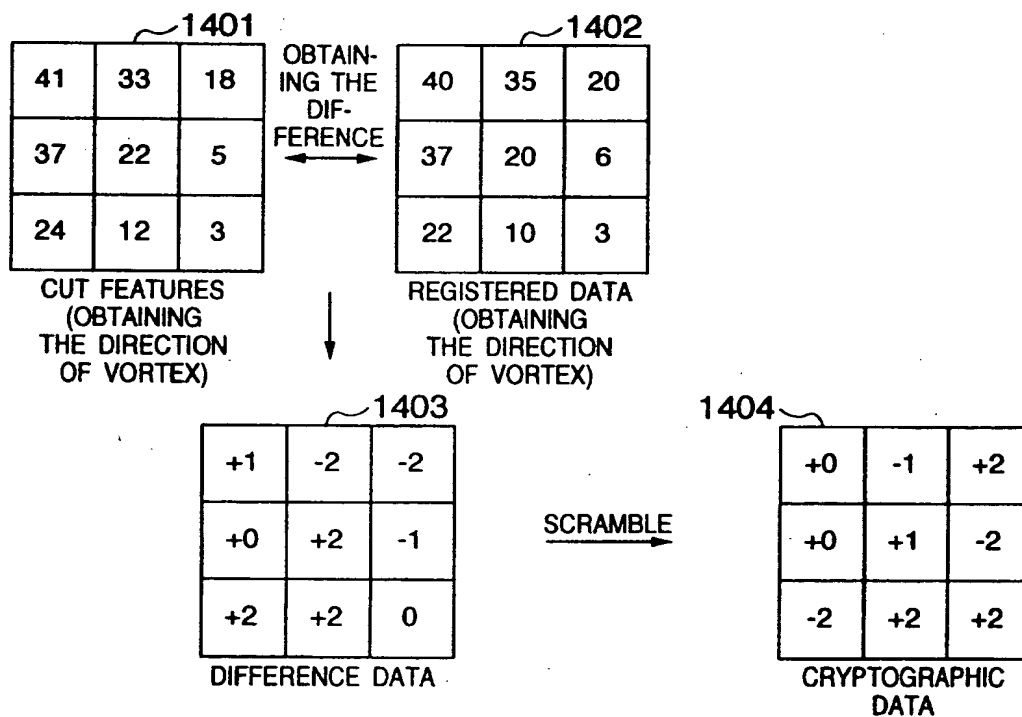 1401
1402
41 33 18
37 22 5
24 12 3
OBTAIN-
ING THE
DIF-
FERENCE
40 35 20
37 20 6
22 10 3
CUT FEATURES
(OBTAINING
THE DIRECTION
OF VORTEX)
REGISTERED DATA
(OBTAINING
THE DIRECTION
OF VORTEX)
1403
+1 -2 -2
+0 +2 -1
+2 +2 0
DIFFERENCE DATA
SCRAMBLE
1404
+0 -1 +2
+0 +1 -2
-2 +2 +2
CRYPTOGRAPHIC
DATA